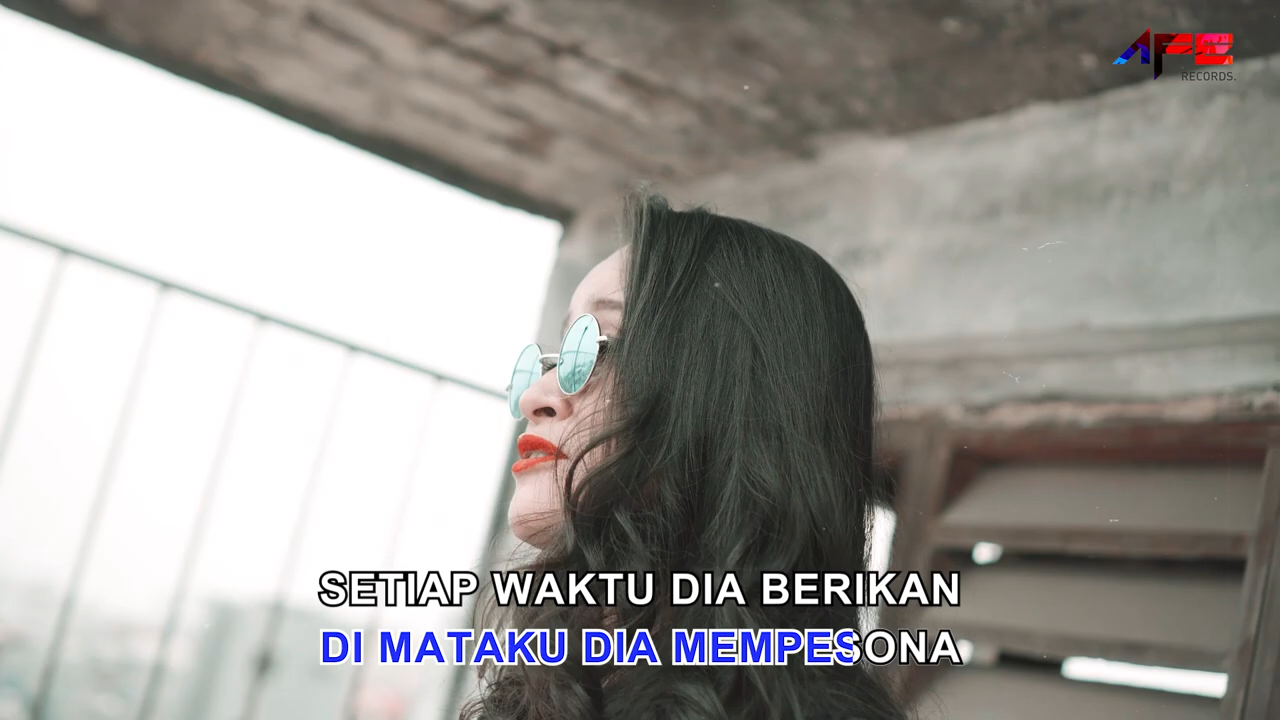 AFE
RECORDS.
SETIAP WAKTU DIA BERIKAN
DI MATAKU DIA MEMPESONA